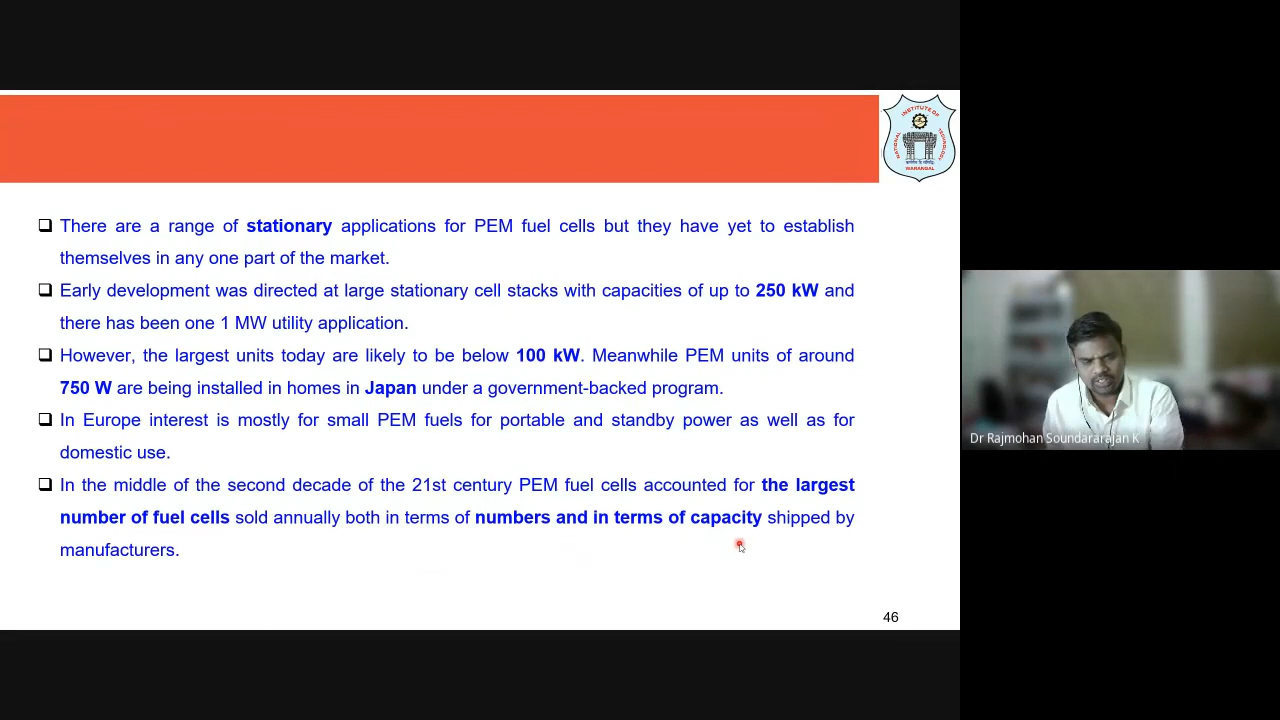 INSTITUTE OF
NATIONAL
TECHNOLOGY
WARANGAL
There are a range of stationary applications for PEM fuel cells but they have yet to establish
themselves in any one part of the market.
Early development was directed at large stationary cell stacks with capacities of up to 250 kW and
there has been one 1 MW utility application.
However, the largest units today are likely to be below 100 kW. Meanwhile PEM units of around
750 W are being installed in homes in Japan under a government-backed program.
In Europe interest is mostly for small PEM fuels for portable and standby power as well as for
domestic use.
In the middle of the second decade of the 21st century PEM fuel cells accounted for the largest
number of fuel cells sold annually both in terms of numbers and in terms of capacity shipped by
manufacturers.
Dr Rajmohan Soundararajan K
46